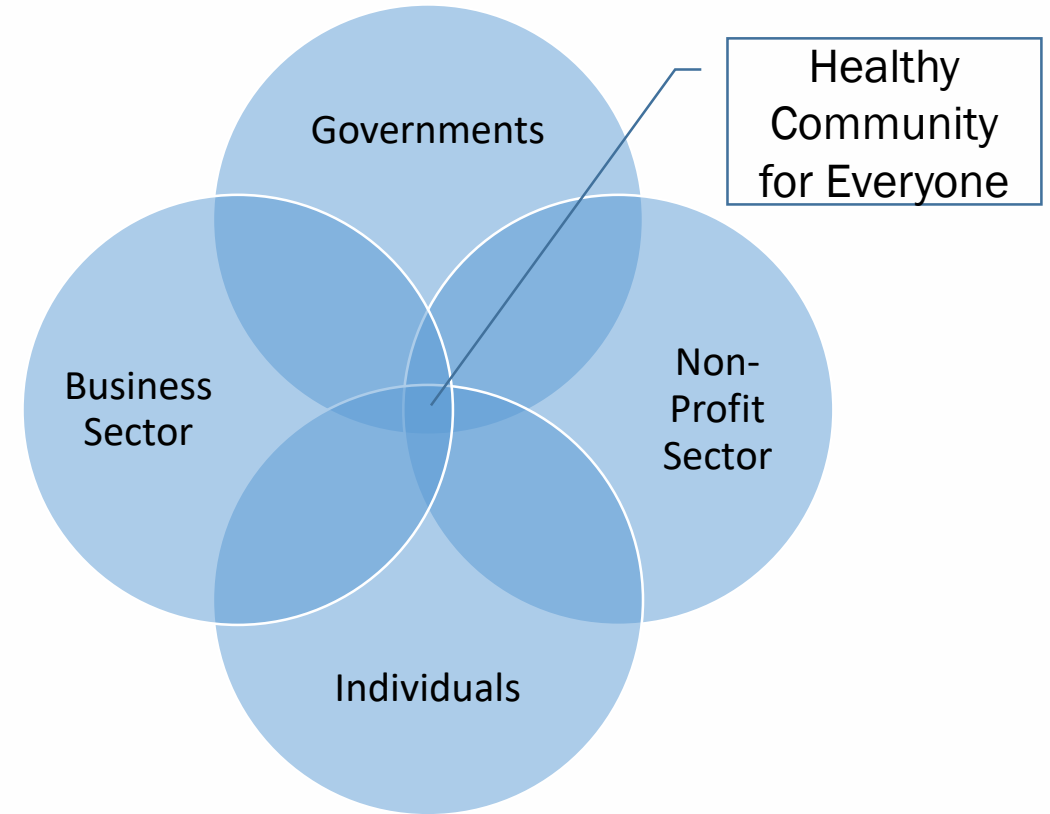 Governments
Healthy
Community
for Everyone
Business
Sector
Non-
Profit
Sector
Individuals